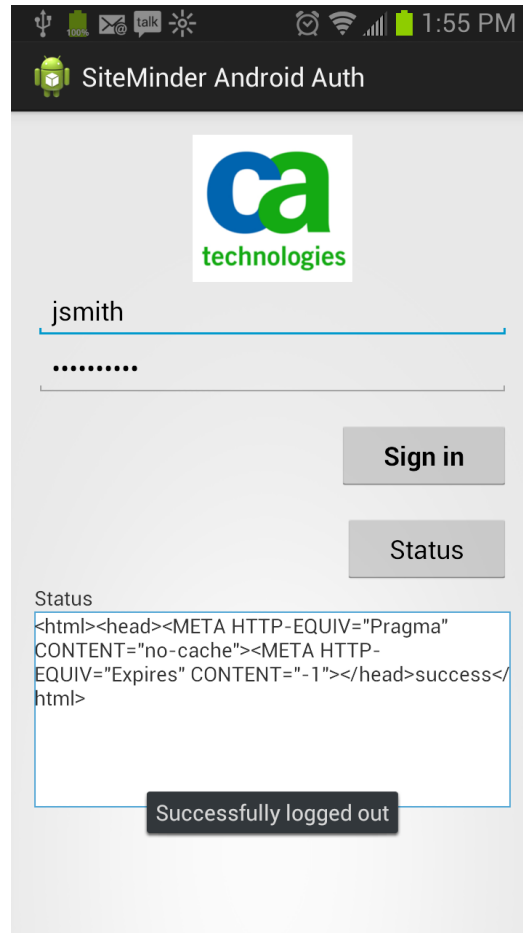 100% talk 1:55 PM
SiteMinder Android Auth
ca
technologies
jsmith
••••••••••
Sign in
Status
Status
<html><head><META HTTP-EQUIV="Pragma"
CONTENT="no-cache"><META HTTP-
EQUIV="Expires" CONTENT="-1"></head>success</
html>
Successfully logged out